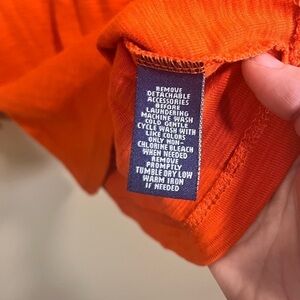 REMOVE
DETACHABLE
ACCESSORIES
BEFORE
LAUNDERING
MACHINE WASH
COLD GENTLE
CYCLE WASH WITH
LIKE COLORS
ONLY NON-
CHLORINE BLEACH
WHEN NEEDED
REMOVE
PROMPTLY
TUMBLE DRY LOW
WARM IRON
IF NEEDED